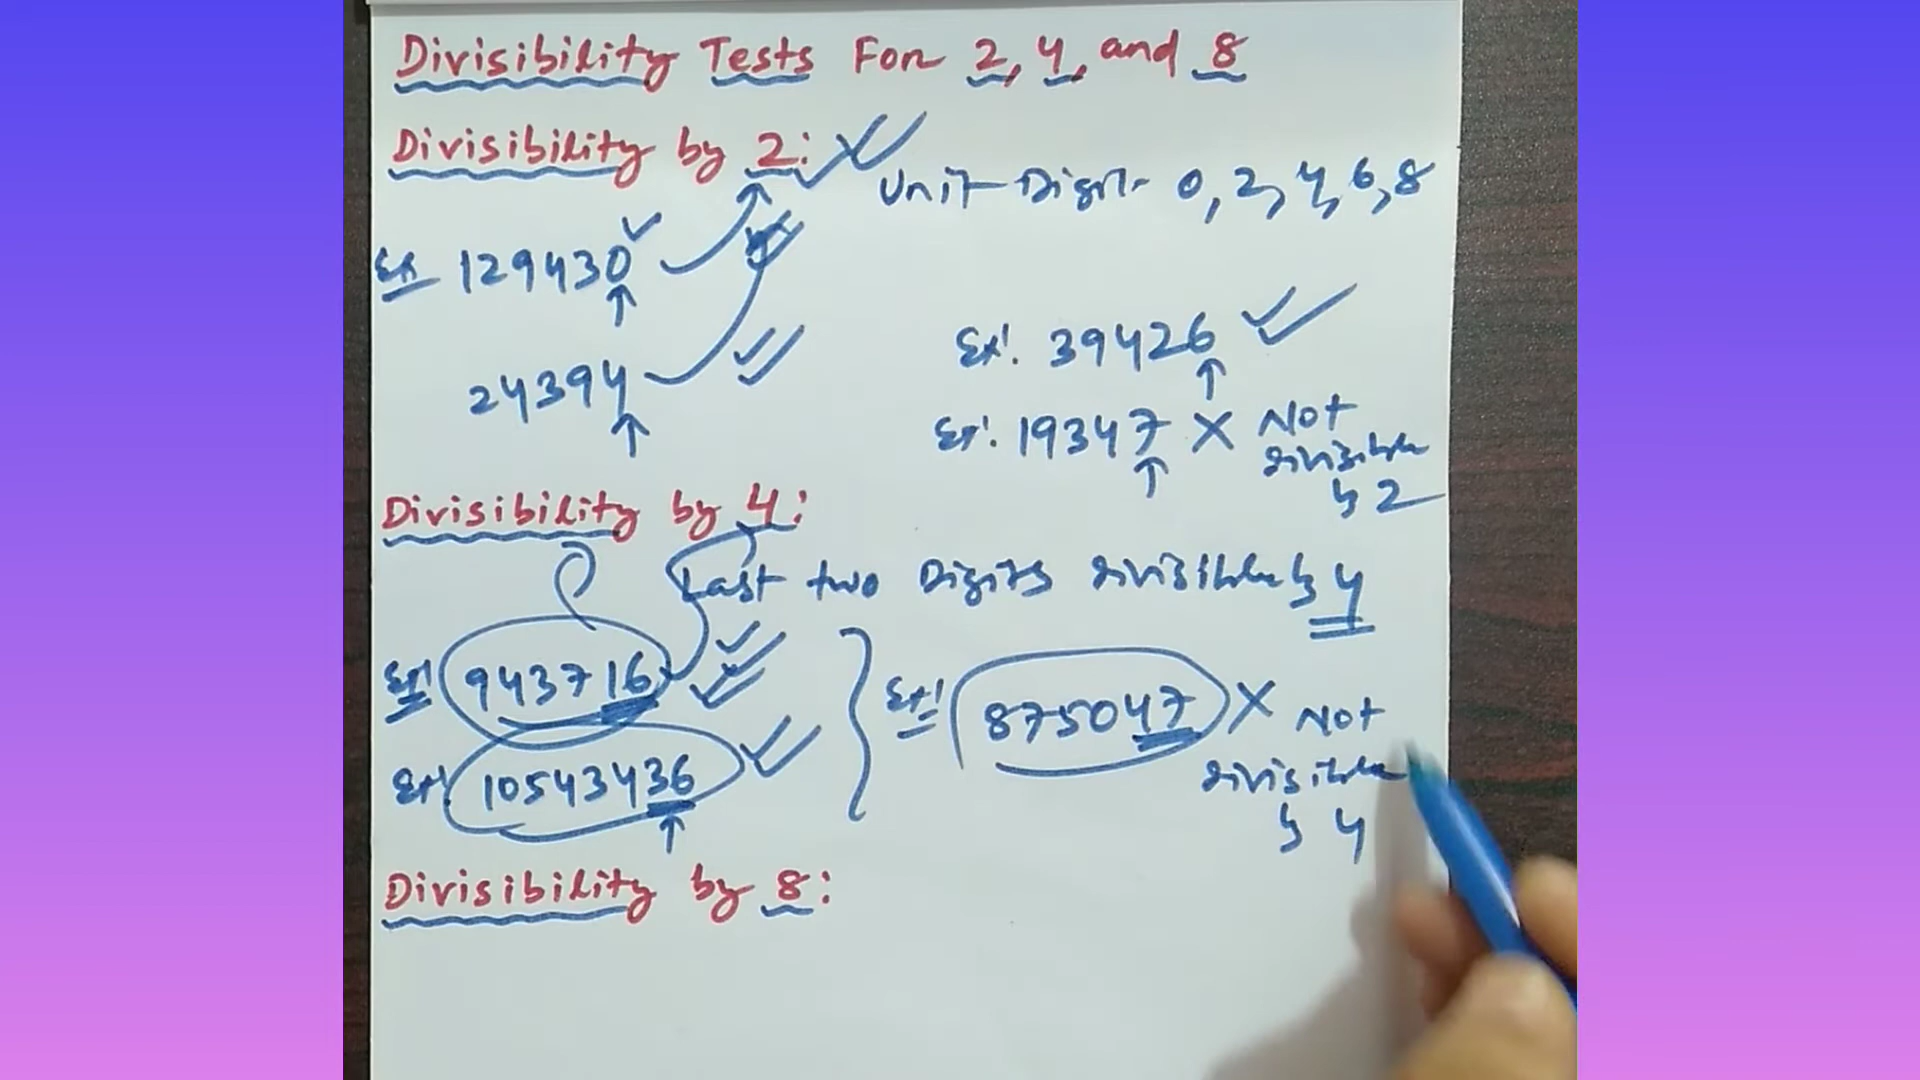 Divisibility Tests For 2, 4, and 8
Divisibility by 2:
Unit Digit- 0, 2, 4, 6, 8
Ex 129430
24394
Ex: 39426
Ex: 19347 X Not
divisible
by 2
Divisibility by 4:
Last two Digits divisible by 4
Ex: 943716
Ex: 10543436
Ex: 875047 X Not
divisible
by 4
Divisibility by 8: